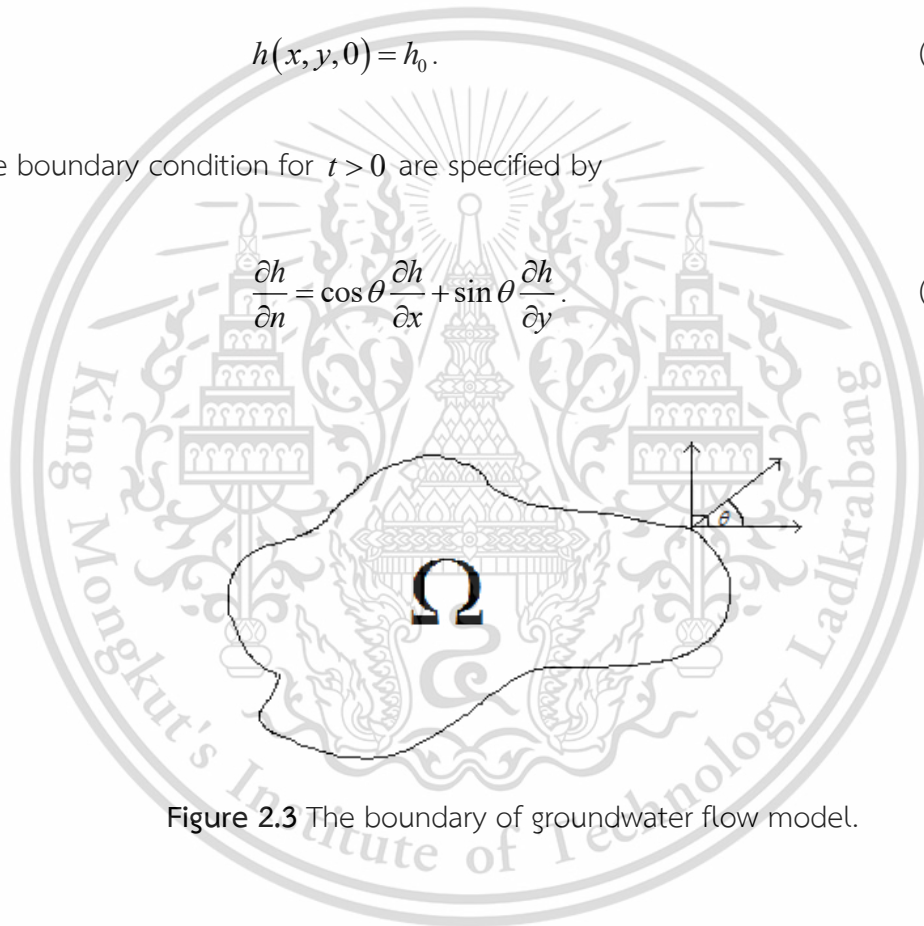 h(x, y, 0) = h₀. (
e boundary condition for t > 0 are specified by
∂h/∂n = cos θ ∂h/∂x + sin θ ∂h/∂y. (
θ
Ω
Figure 2.3 The boundary of groundwater flow model.
King Mongkut's Institute of Technology Ladkrabang